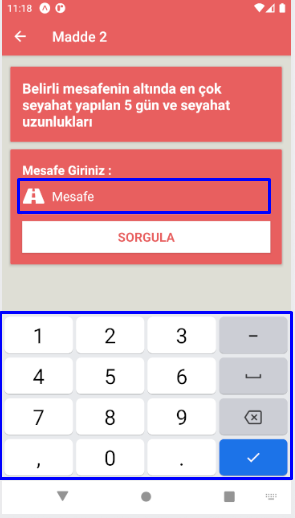 11:18
Madde 2
Belirli mesafenin altında en çok
seyahat yapılan 5 gün ve seyahat
uzunlukları
Mesafe Giriniz :
Mesafe
SORGULA
1 2 3 -
4 5 6
7 8 9
, 0 .